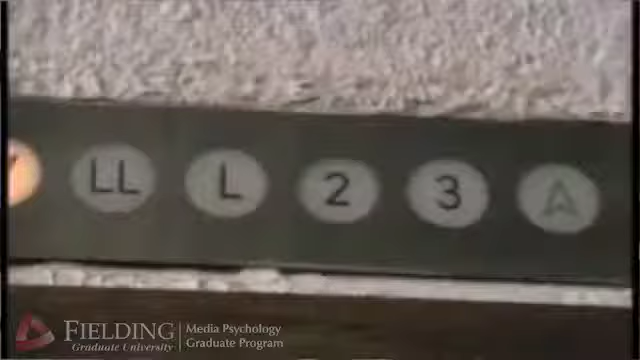 LL L 2 3 A
FIELDING
Graduate University
Media Psychology
Graduate Program